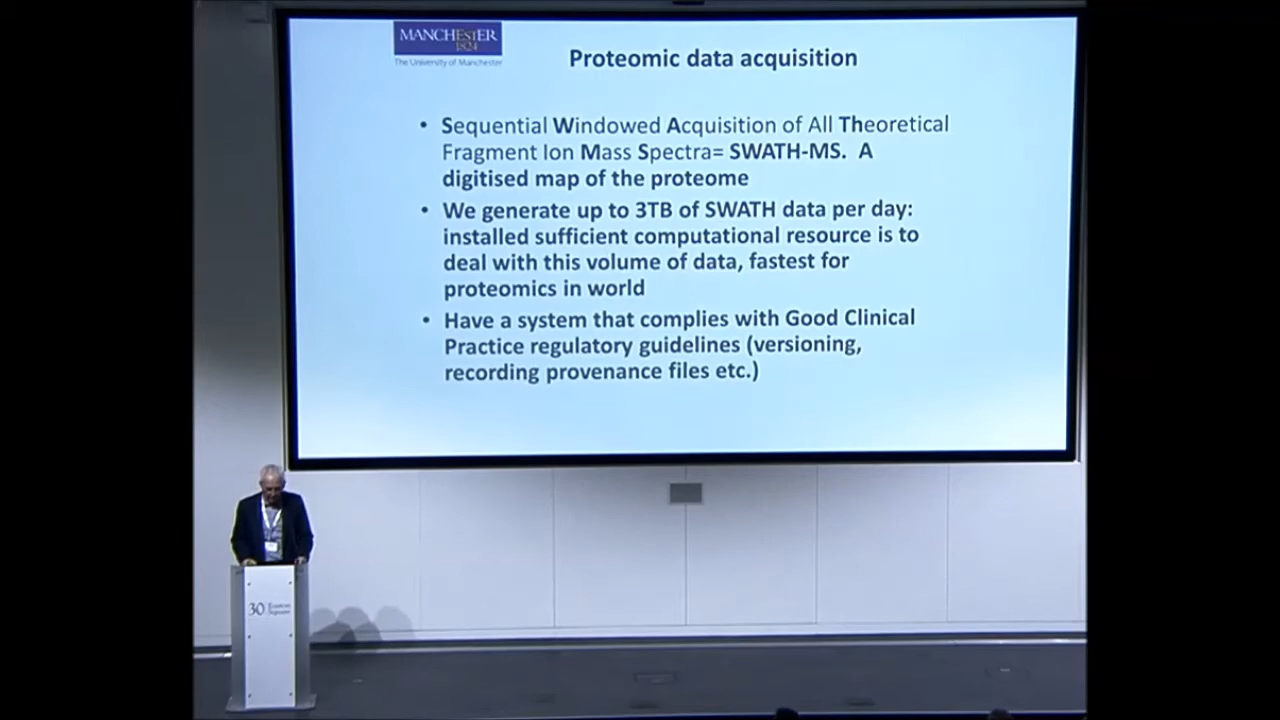 MANCHESTER
1824
The University of Manchester
Proteomic data acquisition
• Sequential Windowed Acquisition of All Theoretical
Fragment Ion Mass Spectra= SWATH-MS. A
digitised map of the proteome
• We generate up to 3TB of SWATH data per day:
installed sufficient computational resource is to
deal with this volume of data, fastest for
proteomics in world
• Have a system that complies with Good Clinical
Practice regulatory guidelines (versioning,
recording provenance files etc.)
30 Euston
Square